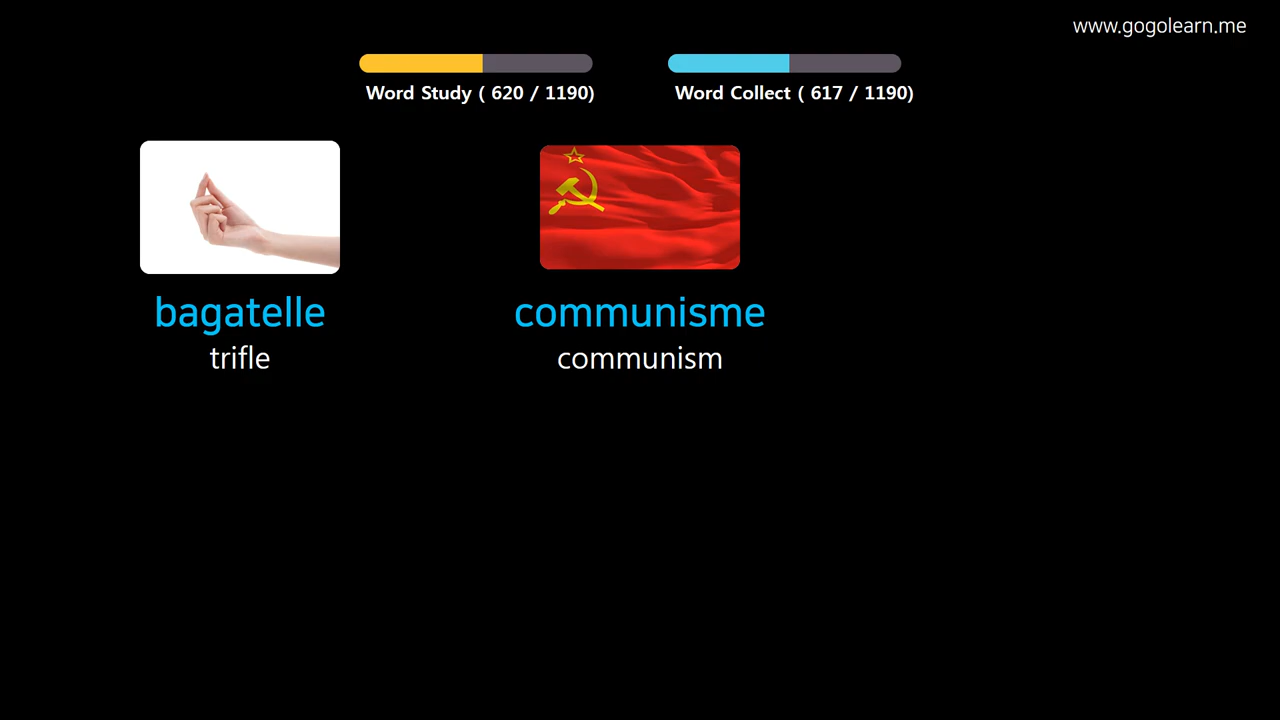 www.gogolearn.me
Word Study ( 620 / 1190)
Word Collect ( 617 / 1190)
bagatelle
trifle
communisme
communism